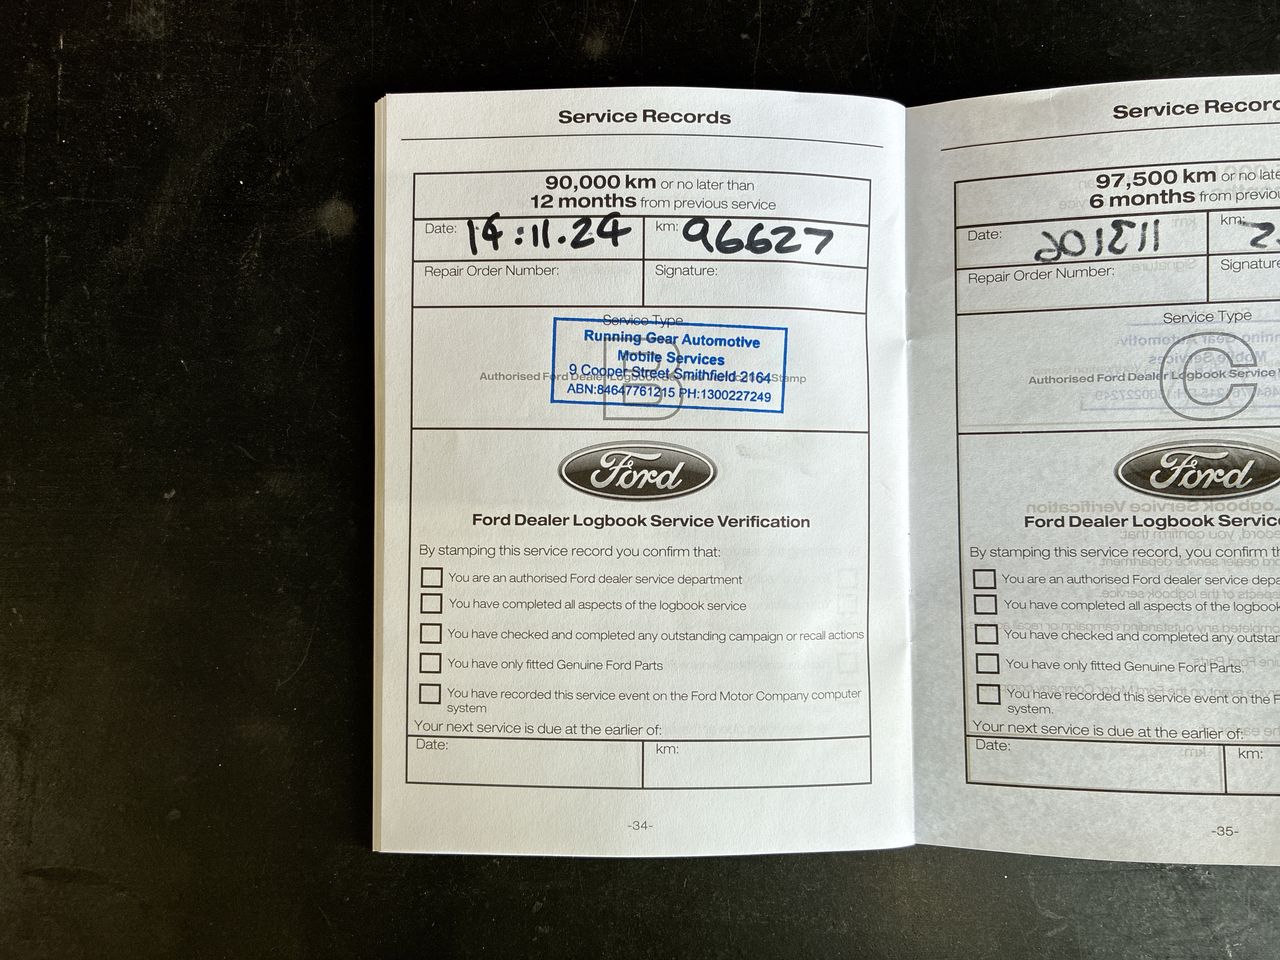 Service Records
90,000 km or no later than
12 months from previous service
Date: 14.11.24
km: 96627
Repair Order Number:
Signature:
Service Type
B
Authorised Ford Dealer Logbook Service Stamp
Running Gear Automotive
Mobile Services
9 Cooper Street Smithfield 2164
ABN:84647761215 PH:1300227249
Ford
Ford Dealer Logbook Service Verification
By stamping this service record you confirm that:
You are an authorised Ford dealer service department
You have completed all aspects of the logbook service
You have checked and completed any outstanding campaign or recall actions
You have only fitted Genuine Ford Parts
You have recorded this service event on the Ford Motor Company computer
system
Your next service is due at the earlier of:
Date:
km:
-34-
Service Record
97,500 km or no late
6 months from previou
Date:
km:
Repair Order Number:
Signature
Service Type
C
Authorised Ford Dealer Logbook Service
Ford
Ford Dealer Logbook Service
By stamping this service record, you confirm th
You are an authorised Ford dealer service depa
You have completed all aspects of the logbook
You have checked and completed any outstan
You have only fitted Genuine Ford Parts.
You have recorded this service event on the F
system.
Your next service is due at the earlier of:
Date:
km:
-35-